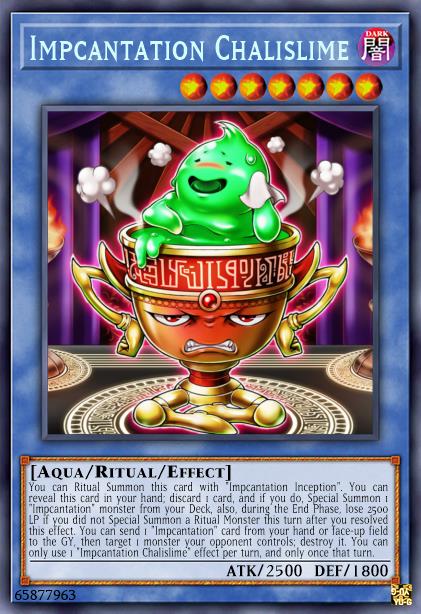 Impcantation Chalislime
DARK
闇
[Aqua/Ritual/Effect]
You can Ritual Summon this card with "Impcantation Inception". You can
reveal this card in your hand; discard 1 card, and if you do, Special Summon 1
"Impcantation" monster from your Deck, also, during the End Phase, lose 2500
LP if you did not Special Summon a Ritual Monster this turn after you resolved
this effect. You can send 1 "Impcantation" card from your hand or face-up field
to the GY, then target 1 monster your opponent controls; destroy it. You can
only use 1 "Impcantation Chalislime" effect per turn, and only once that turn.
ATK/2500 DEF/1800
65877963